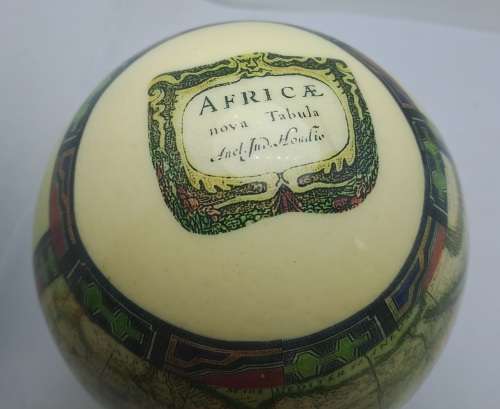 AFRICÆ
nova Tabula
Auct: Jud. Hondio